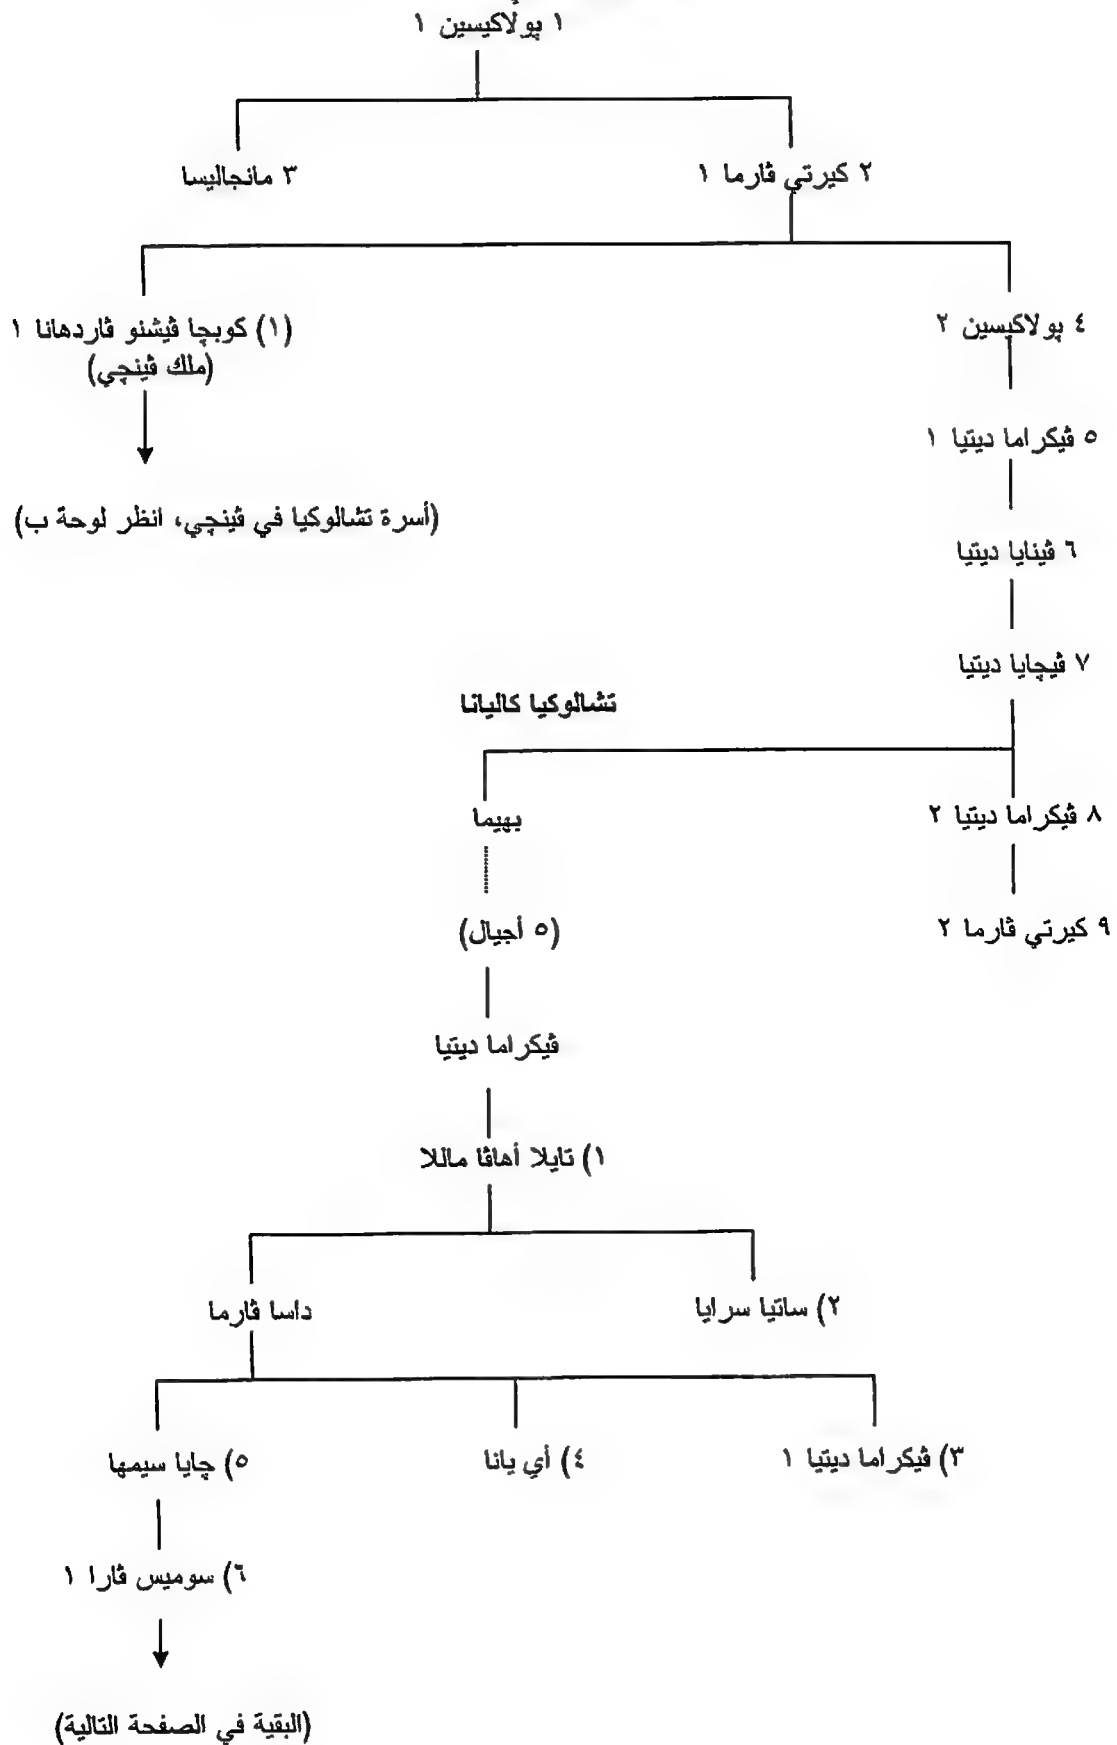 ١ پولاكيسين ١
٢ كيرتي ڤارما ١
٣ مانجاليسا
٤ پولاكيسين ٢
(١) كوبچا ڤيشنو ڤاردهانا ١
(ملك ڤينچي)
٥ ڤيكراما ديتيا ١
(أسرة تشالوكيا في ڤينچي، انظر لوحة ب)
٦ ڤينايا ديتيا
٧ ڤيچايا ديتيا
تشالوكيا كاليانا
٨ ڤيكراما ديتيا ٢
بهيما
٩ كيرتي ڤارما ٢
(٥ أجيال)
ڤيكراما ديتيا
١) تايلا أهاڤا ماللا
٢) ساتيا سرايا
داسا ڤارما
٣) ڤيكراما ديتيا ١
٤) أي يانا
٥) چايا سيمها
٦) سوميس ڤارا ١
(البقية في الصفحة التالية)